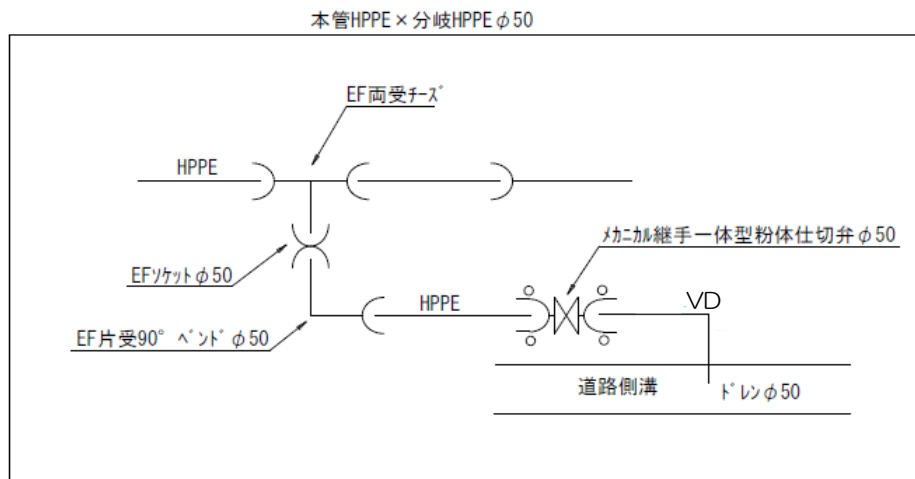 本管HPPE×分岐HPPEφ50
EF両受ﾁｰｽﾞ
HPPE
ﾒｶﾆｶﾙ継手一体型粉体仕切弁φ50
EFｿｹｯﾄφ50
HPPE
VD
EF片受90°ﾍﾞﾝﾄﾞφ50
道路側溝
ﾄﾞﾚﾝφ50